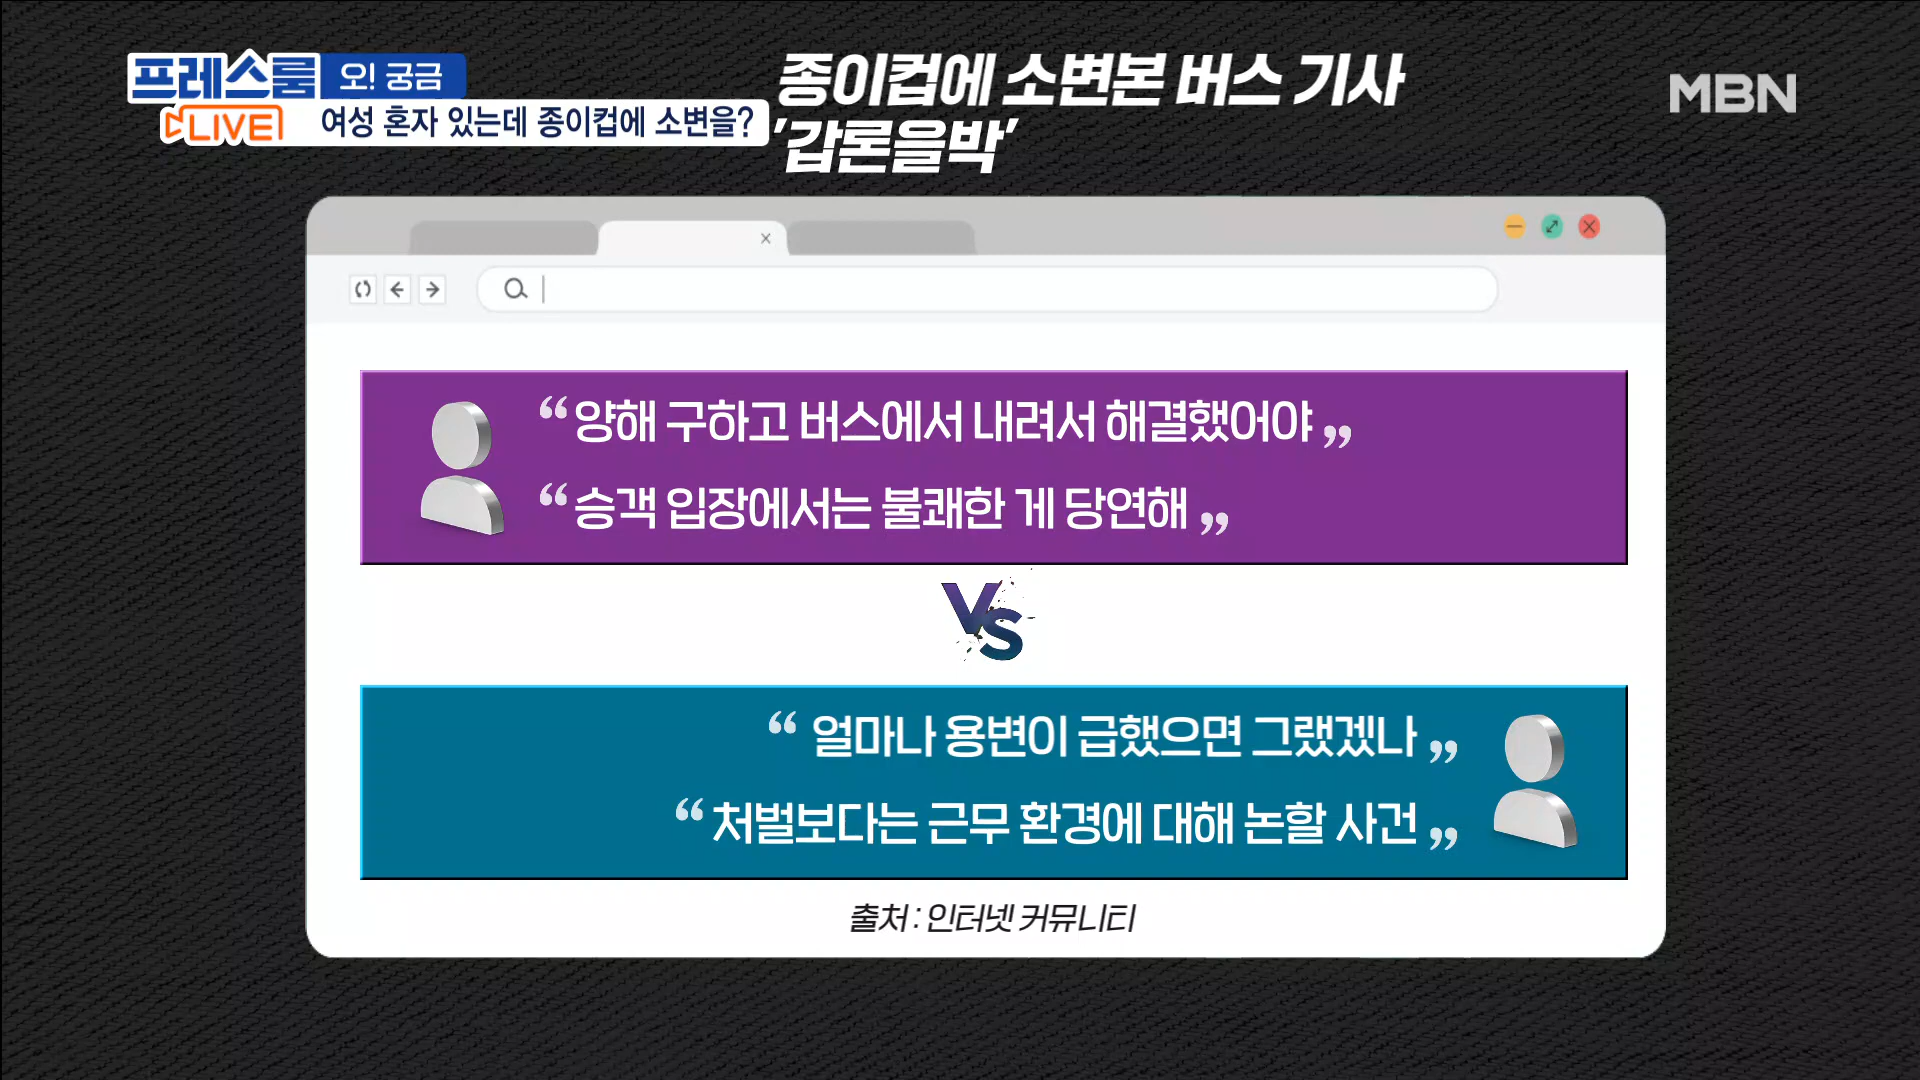 프레스룸 오! 궁금
LIVE 여성 혼자 있는데 종이컵에 소변을?
종이컵에 소변본 버스 기사
'갑론을박'
MBN
“양해 구하고 버스에서 내려서 해결했어야”
“승객 입장에서는 불쾌한 게 당연해”
VS
“얼마나 용변이 급했으면 그랬겠나”
“처벌보다는 근무 환경에 대해 논할 사건”
출처 : 인터넷 커뮤니티